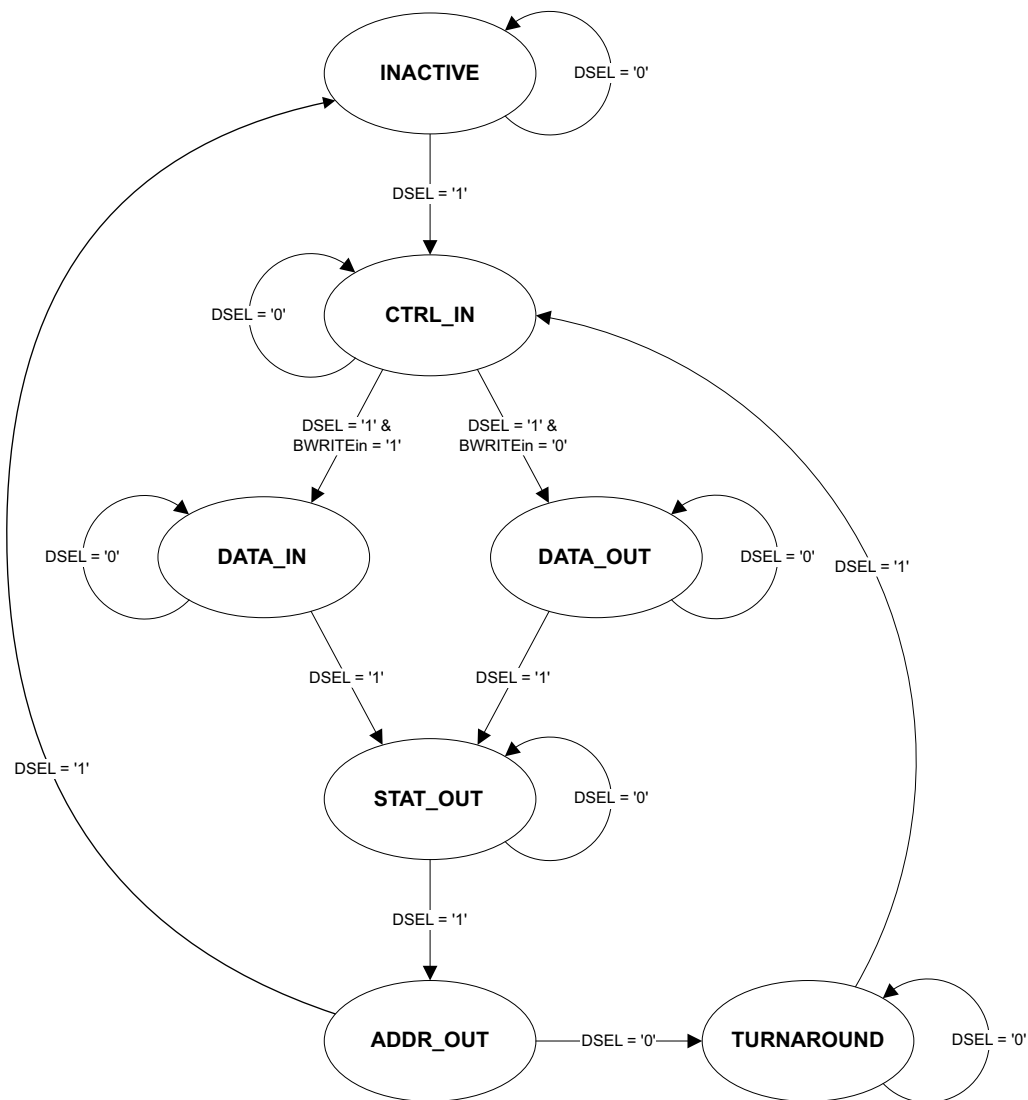 INACTIVE
DSEL = '0'
DSEL = '1'
CTRL_IN
DSEL = '0'
DSEL = '1' &
BWRITEin = '1'
DSEL = '1' &
BWRITEin = '0'
DATA_IN
DSEL = '0'
DATA_OUT
DSEL = '0'
DSEL = '1'
DSEL = '1'
DSEL = '1'
STAT_OUT
DSEL = '0'
DSEL = '1'
DSEL = '1'
ADDR_OUT
DSEL = '0'
TURNAROUND
DSEL = '0'